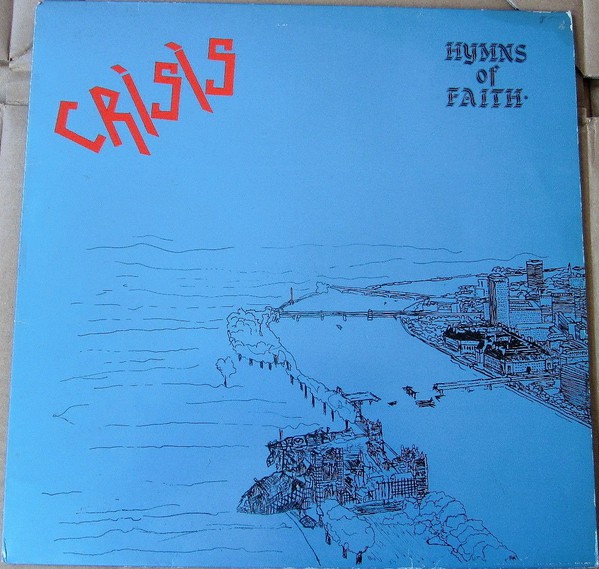 CRiSiS
HYMNS
of
FAITH.